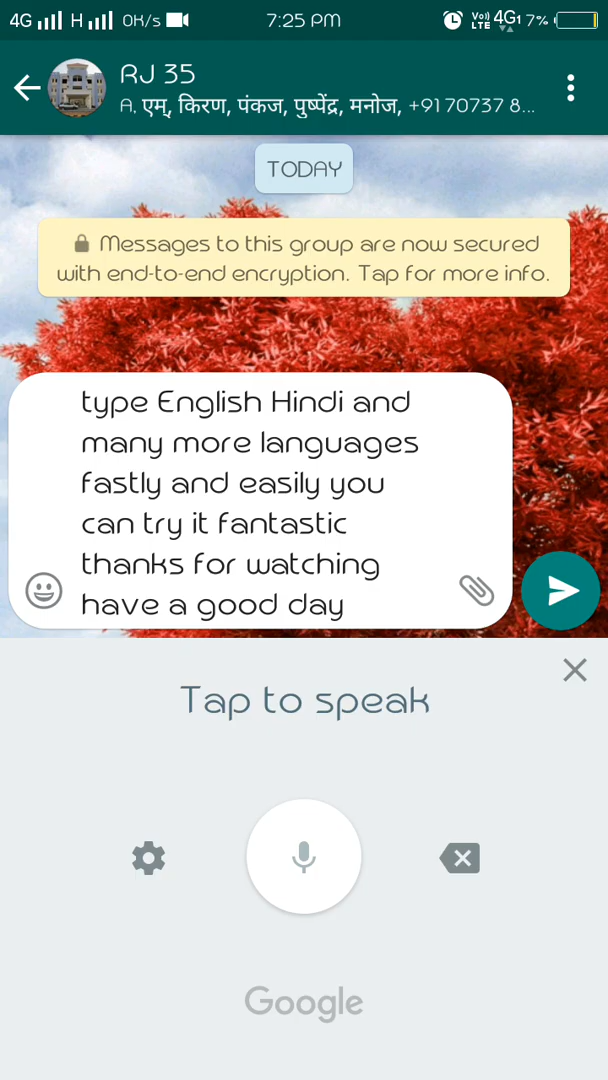 4G H 0K/s 7:25 PM Vo)) LTE 4G1 7%
RJ 35
A, एम्, किरण, पंकज, पुष्पेंद्र, मनोज, +91 70737 8...
TODAY
Messages to this group are now secured
with end-to-end encryption. Tap for more info.
type English Hindi and
many more languages
fastly and easily you
can try it fantastic
thanks for watching
have a good day
Tap to speak
Google